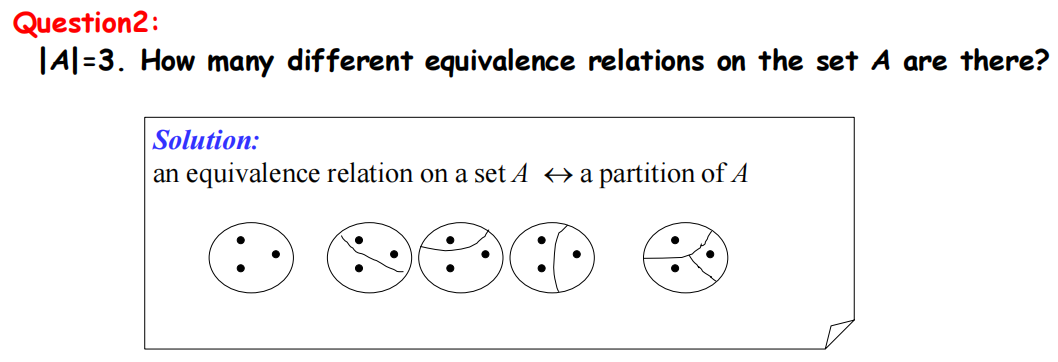 Question2:
|A|=3. How many different equivalence relations on the set A are there?
Solution:
an equivalence relation on a set A ↔ a partition of A